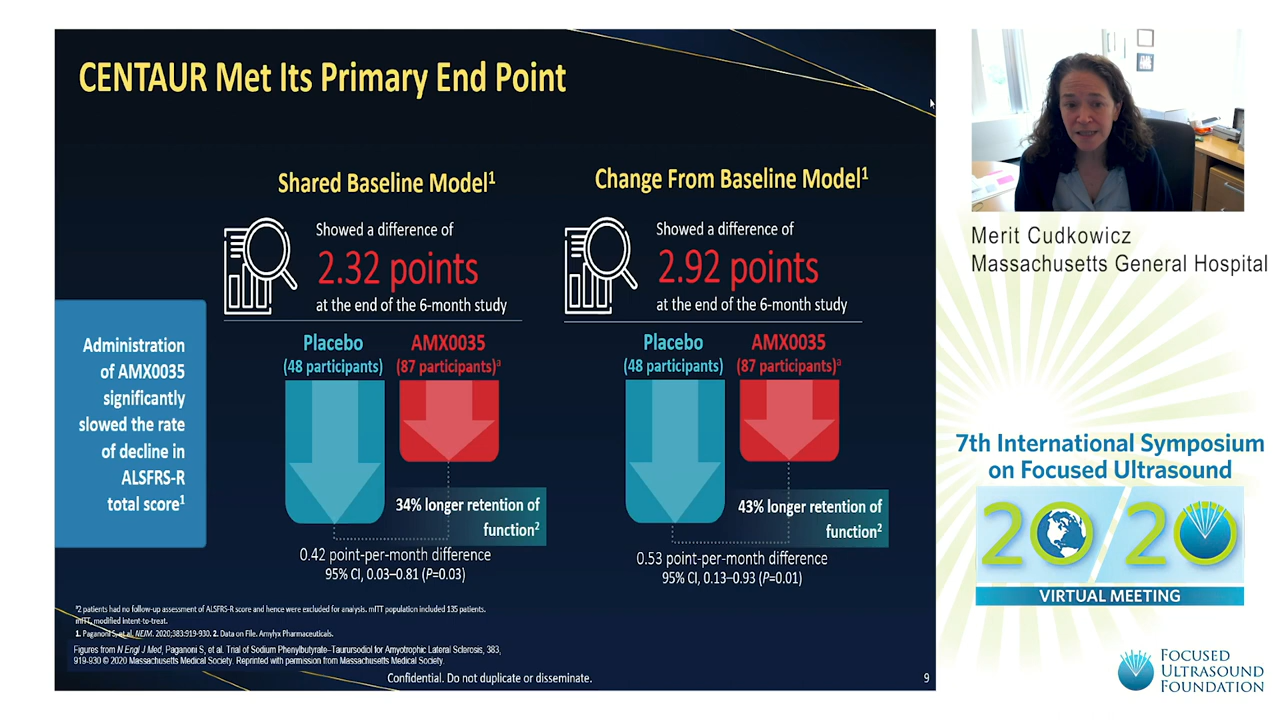 CENTAUR Met Its Primary End Point
Shared Baseline Model1
Showed a difference of
2.32 points
at the end of the 6-month study
Placebo
(48 participants)
AMX0035
(87 participants)a
34% longer retention of
function2
0.42 point-per-month difference
95% CI, 0.03–0.81 (P=0.03)
Change From Baseline Model1
Showed a difference of
2.92 points
at the end of the 6-month study
Placebo
(48 participants)
AMX0035
(87 participants)a
43% longer retention of
function2
0.53 point-per-month difference
95% CI, 0.13–0.93 (P=0.01)
Administration
of AMX0035
significantly
slowed the rate
of decline in
ALSFRS-R
total score1
a2 patients had no follow-up assessment of ALSFRS-R score and hence were excluded for analysis. mITT population included 135 patients.
mITT, modified intent-to-treat.
1. Paganoni S, et al. NEJM. 2020;383:919-930. 2. Data on File. Amylyx Pharmaceuticals.
Figures from N Engl J Med, Paganoni S, et al. Trial of Sodium Phenylbutyrate–Taurursodiol for Amyotrophic Lateral Sclerosis, 383,
919-930 © 2020 Massachusetts Medical Society. Reprinted with permission from Massachusetts Medical Society.
Confidential. Do not duplicate or disseminate.
9
Merit Cudkowicz
Massachusetts General Hospital
7th International Symposium
on Focused Ultrasound
20/20
VIRTUAL MEETING
FOCUSED
ULTRASOUND
FOUNDATION